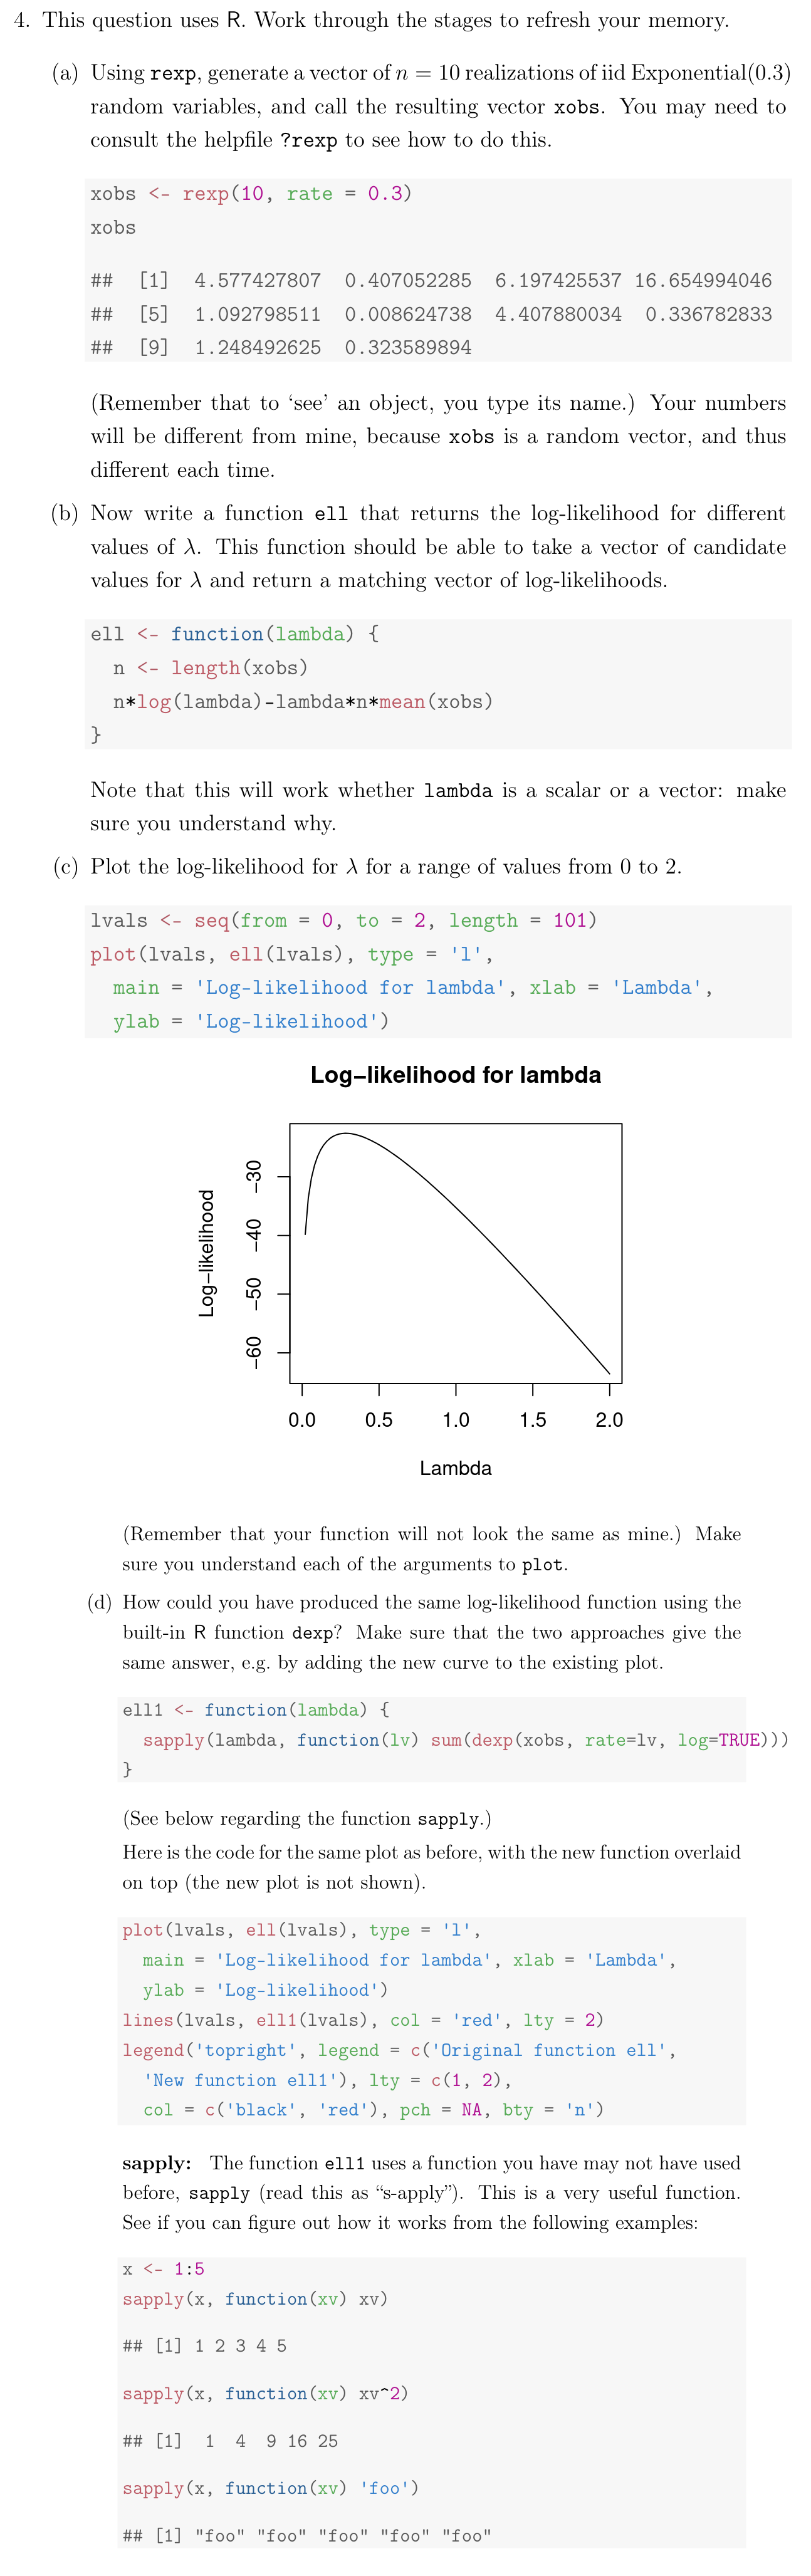 4. This question uses R. Work through the stages to refresh your memory.
(a) Using rexp, generate a vector of n = 10 realizations of iid Exponential(0.3)
random variables, and call the resulting vector xobs. You may need to
consult the helpfile ?rexp to see how to do this.
xobs <- rexp(10, rate = 0.3)
xobs
##  [1]  4.577427807  0.407052285  6.197425537 16.654994046
##  [5]  1.092798511  0.008624738  4.407880034  0.336782833
##  [9]  1.248492625  0.323589894
(Remember that to ‘see’ an object, you type its name.) Your numbers
will be different from mine, because xobs is a random vector, and thus
different each time.
(b) Now write a function ell that returns the log-likelihood for different
values of λ. This function should be able to take a vector of candidate
values for λ and return a matching vector of log-likelihoods.
ell <- function(lambda) {
  n <- length(xobs)
  n*log(lambda)-lambda*n*mean(xobs)
}
Note that this will work whether lambda is a scalar or a vector: make
sure you understand why.
(c) Plot the log-likelihood for λ for a range of values from 0 to 2.
lvals <- seq(from = 0, to = 2, length = 101)
plot(lvals, ell(lvals), type = 'l',
  main = 'Log-likelihood for lambda', xlab = 'Lambda',
  ylab = 'Log-likelihood')
Log−likelihood for lambda
Log−likelihood
−30
−40
−50
−60
0.0 0.5 1.0 1.5 2.0
Lambda
(Remember that your function will not look the same as mine.) Make
sure you understand each of the arguments to plot.
(d) How could you have produced the same log-likelihood function using the
built-in R function dexp? Make sure that the two approaches give the
same answer, e.g. by adding the new curve to the existing plot.
ell1 <- function(lambda) {
  sapply(lambda, function(lv) sum(dexp(xobs, rate=lv, log=TRUE)))
}
(See below regarding the function sapply.)
Here is the code for the same plot as before, with the new function overlaid
on top (the new plot is not shown).
plot(lvals, ell(lvals), type = 'l',
  main = 'Log-likelihood for lambda', xlab = 'Lambda',
  ylab = 'Log-likelihood')
lines(lvals, ell1(lvals), col = 'red', lty = 2)
legend('topright', legend = c('Original function ell',
  'New function ell1'), lty = c(1, 2),
  col = c('black', 'red'), pch = NA, bty = 'n')
sapply: The function ell1 uses a function you have may not have used
before, sapply (read this as “s-apply”). This is a very useful function.
See if you can figure out how it works from the following examples:
x <- 1:5
sapply(x, function(xv) xv)
## [1] 1 2 3 4 5
sapply(x, function(xv) xv^2)
## [1]  1  4  9 16 25
sapply(x, function(xv) 'foo')
## [1] "foo" "foo" "foo" "foo" "foo"